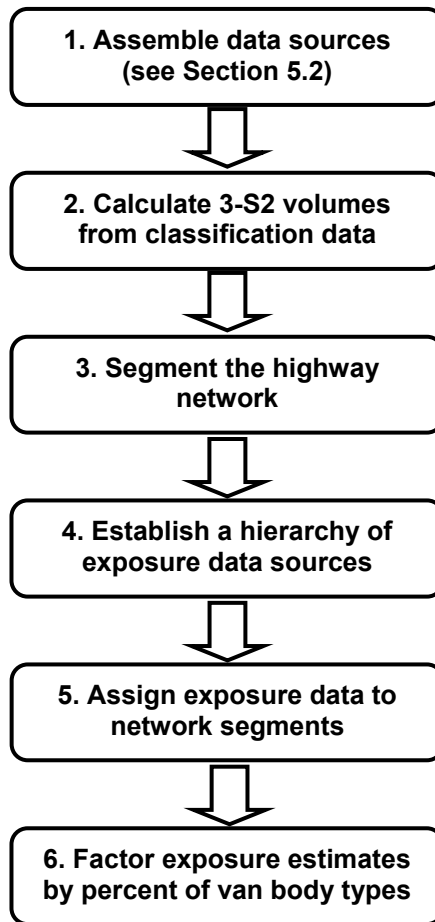 1. Assemble data sources
(see Section 5.2)
2. Calculate 3-S2 volumes
from classification data
3. Segment the highway
network
4. Establish a hierarchy of
exposure data sources
5. Assign exposure data to
network segments
6. Factor exposure estimates
by percent of van body types